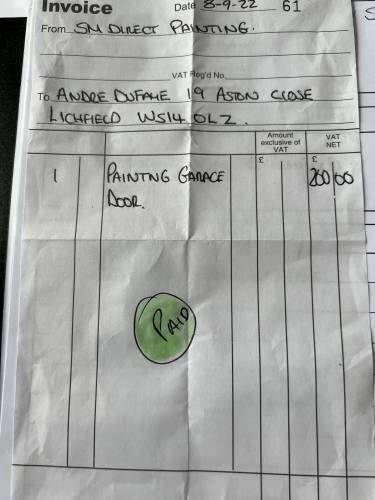 Invoice Date 8-9-22 61
From SM DIRECT PAINTING.
VAT Reg'd No.
To ANDRE DUFAYE 19 ASTON CLOSE
LICHFIELD WS14 0LZ.
Amount exclusive of VAT
VAT NET
£ £
1 PAINTNG GARAGE 200 00
DOOR.
PAID